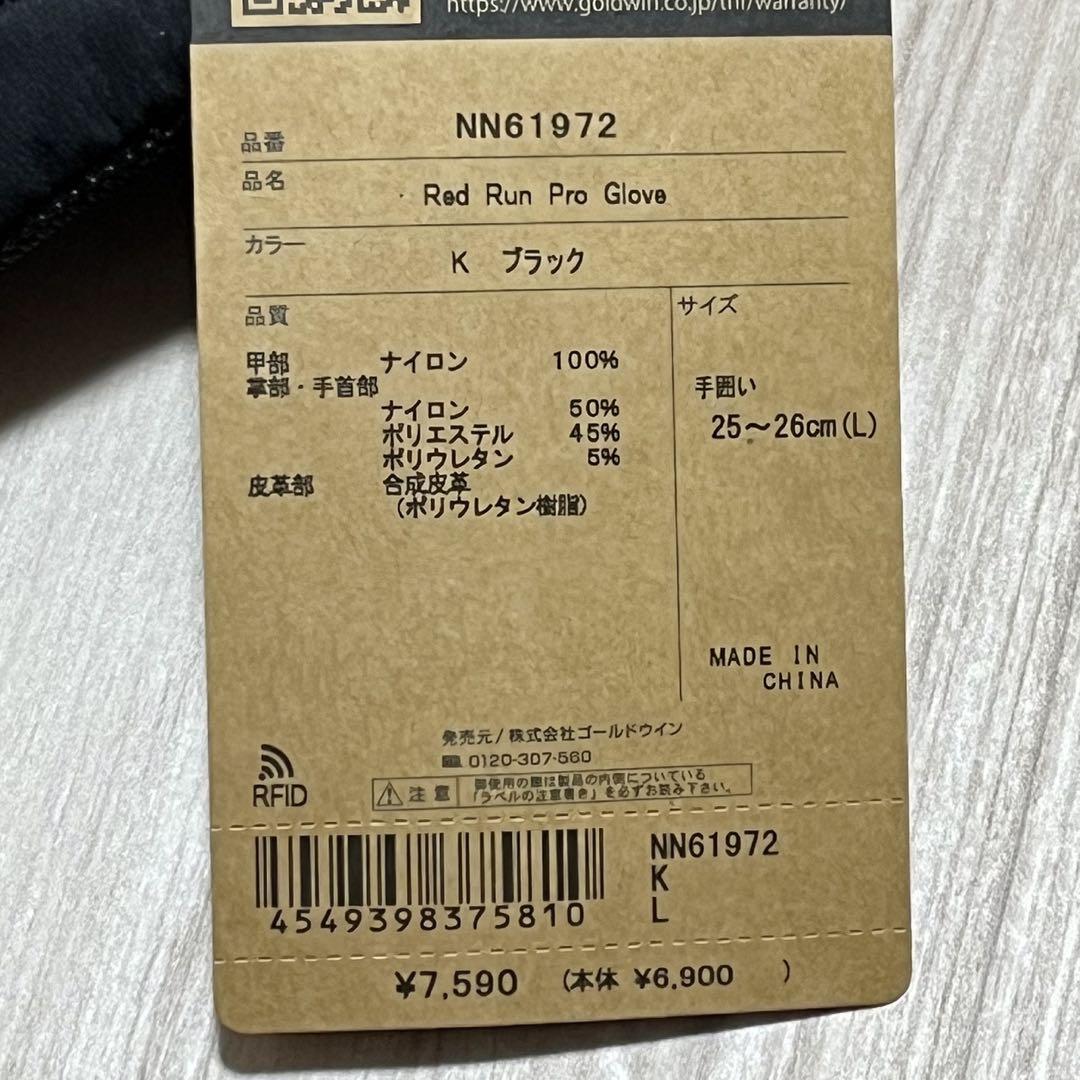 https://www.goldwin.co.jp/tnf/warranty/
品番 NN61972
品名 Red Run Pro Glove
カラー K ブラック
品質
甲部 ナイロン 100%
掌部・手首部
ナイロン 50%
ポリエステル 45%
ポリウレタン 5%
皮革部 合成皮革
(ポリウレタン樹脂)
サイズ
手囲い
25～26cm(L)
MADE IN
CHINA
発売元/株式会社ゴールドウイン
0120-307-560
RFID
注意
御使用の際は製品の内側についている
「ラベルの注意書き」を必ずお読み下さい。
4549398375810
NN61972
K
L
¥7,590 (本体 ¥6,900 )